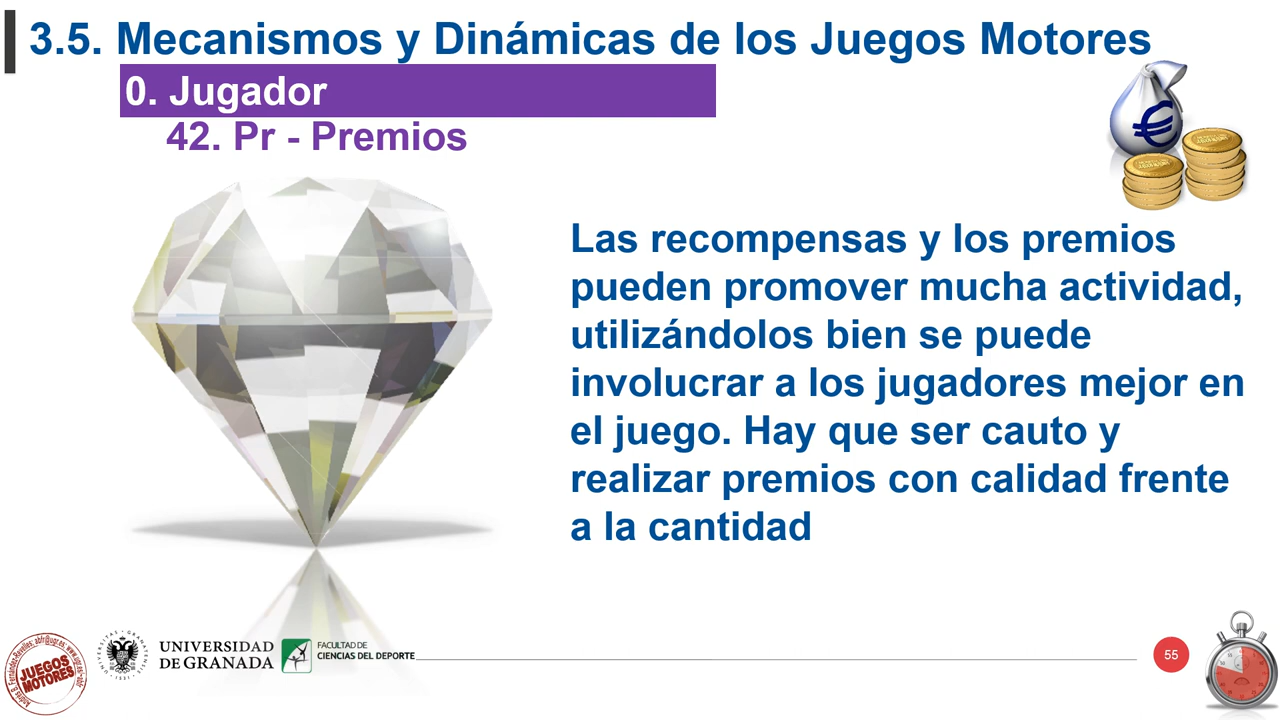 3.5. Mecanismos y Dinámicas de los Juegos Motores
0. Jugador
42. Pr - Premios
Las recompensas y los premios
pueden promover mucha actividad,
utilizándolos bien se puede
involucrar a los jugadores mejor en
el juego. Hay que ser cauto y
realizar premios con calidad frente
a la cantidad
JUEGOS
MOTORES
UNIVERSIDAD
DE GRANADA
FACULTAD DE
CIENCIAS DEL DEPORTE
55